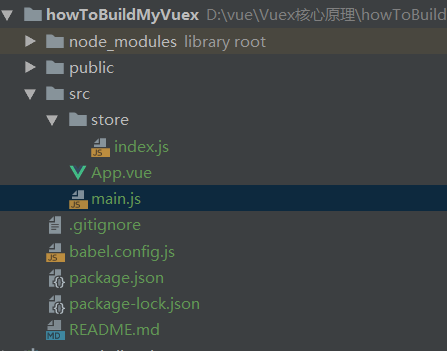 howToBuildMyVuex D:\vue\Vuex核心原理\howToBuild
node_modules library root
public
src
store
JS index.js
App.vue
JS main.js
.gitignore
JS babel.config.js
package.json
package-lock.json
MD README.md